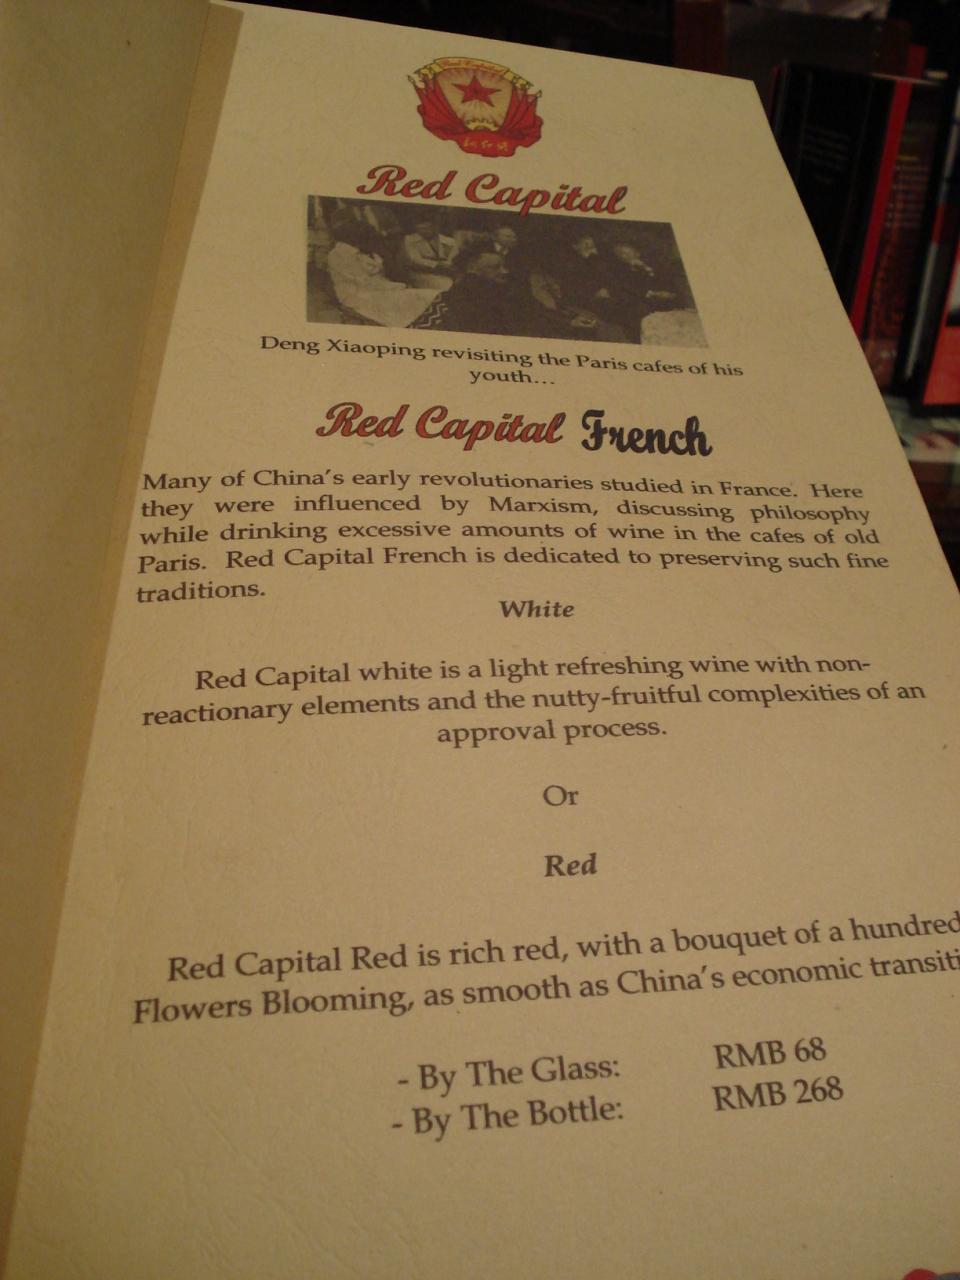 Red Capital
Red Capital
Deng Xiaoping revisiting the Paris cafes of his
youth...
Red Capital French
Many of China's early revolutionaries studied in France. Here
they were influenced by Marxism, discussing philosophy
while drinking excessive amounts of wine in the cafes of old
Paris. Red Capital French is dedicated to preserving such fine
traditions.
White
Red Capital white is a light refreshing wine with non-
reactionary elements and the nutty-fruitful complexities of an
approval process.
Or
Red
Red Capital Red is rich red, with a bouquet of a hundred
Flowers Blooming, as smooth as China's economic transiti
- By The Glass: RMB 68
- By The Bottle: RMB 268